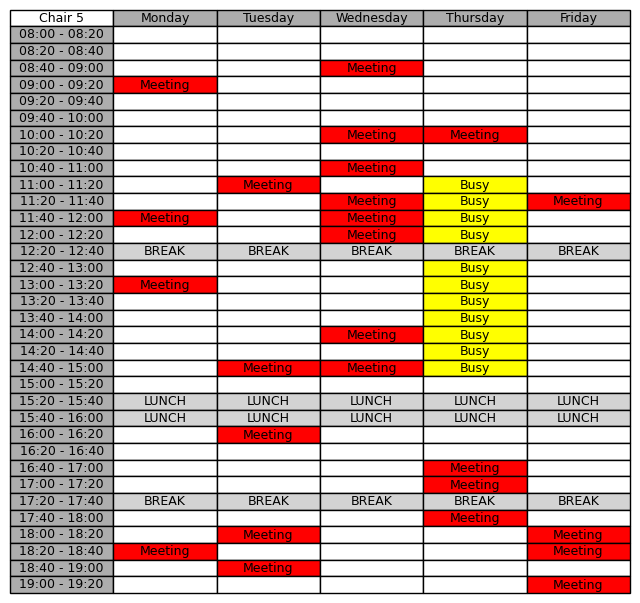 Chair 5 Monday Tuesday Wednesday Thursday Friday
08:00 - 08:20
08:20 - 08:40
08:40 - 09:00 Meeting
09:00 - 09:20 Meeting
09:20 - 09:40
09:40 - 10:00
10:00 - 10:20 Meeting Meeting
10:20 - 10:40
10:40 - 11:00 Meeting
11:00 - 11:20 Meeting Busy
11:20 - 11:40 Meeting Busy Meeting
11:40 - 12:00 Meeting Meeting Busy
12:00 - 12:20 Meeting Busy
12:20 - 12:40 BREAK BREAK BREAK BREAK BREAK
12:40 - 13:00 Busy
13:00 - 13:20 Meeting Busy
13:20 - 13:40 Busy
13:40 - 14:00 Busy
14:00 - 14:20 Meeting Busy
14:20 - 14:40 Busy
14:40 - 15:00 Meeting Meeting Busy
15:00 - 15:20
15:20 - 15:40 LUNCH LUNCH LUNCH LUNCH LUNCH
15:40 - 16:00 LUNCH LUNCH LUNCH LUNCH LUNCH
16:00 - 16:20 Meeting
16:20 - 16:40
16:40 - 17:00 Meeting
17:00 - 17:20 Meeting
17:20 - 17:40 BREAK BREAK BREAK BREAK BREAK
17:40 - 18:00 Meeting
18:00 - 18:20 Meeting Meeting
18:20 - 18:40 Meeting Meeting
18:40 - 19:00 Meeting
19:00 - 19:20 Meeting